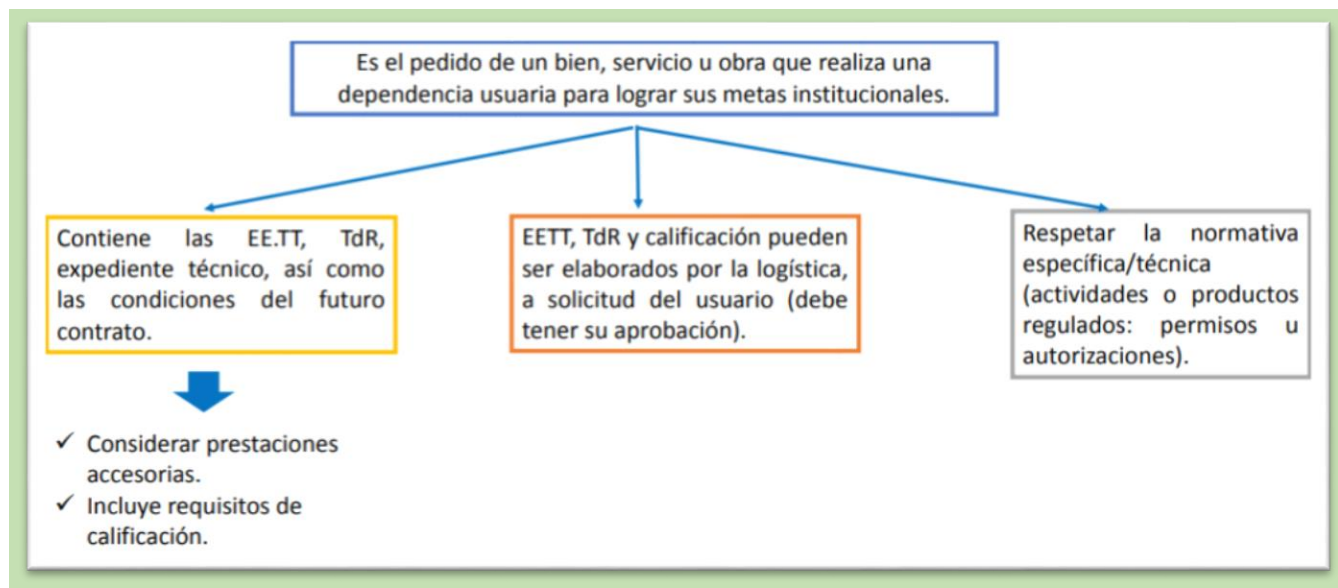 Es el pedido de un bien, servicio u obra que realiza una
dependencia usuaria para lograr sus metas institucionales.
Contiene las EE.TT, TdR,
expediente técnico, así como
las condiciones del futuro
contrato.
✓ Considerar prestaciones
accesorias.
✓ Incluye requisitos de
calificación.
EETT, TdR y calificación pueden
ser elaborados por la logística,
a solicitud del usuario (debe
tener su aprobación).
Respetar la normativa
específica/técnica
(actividades o productos
regulados: permisos u
autorizaciones).